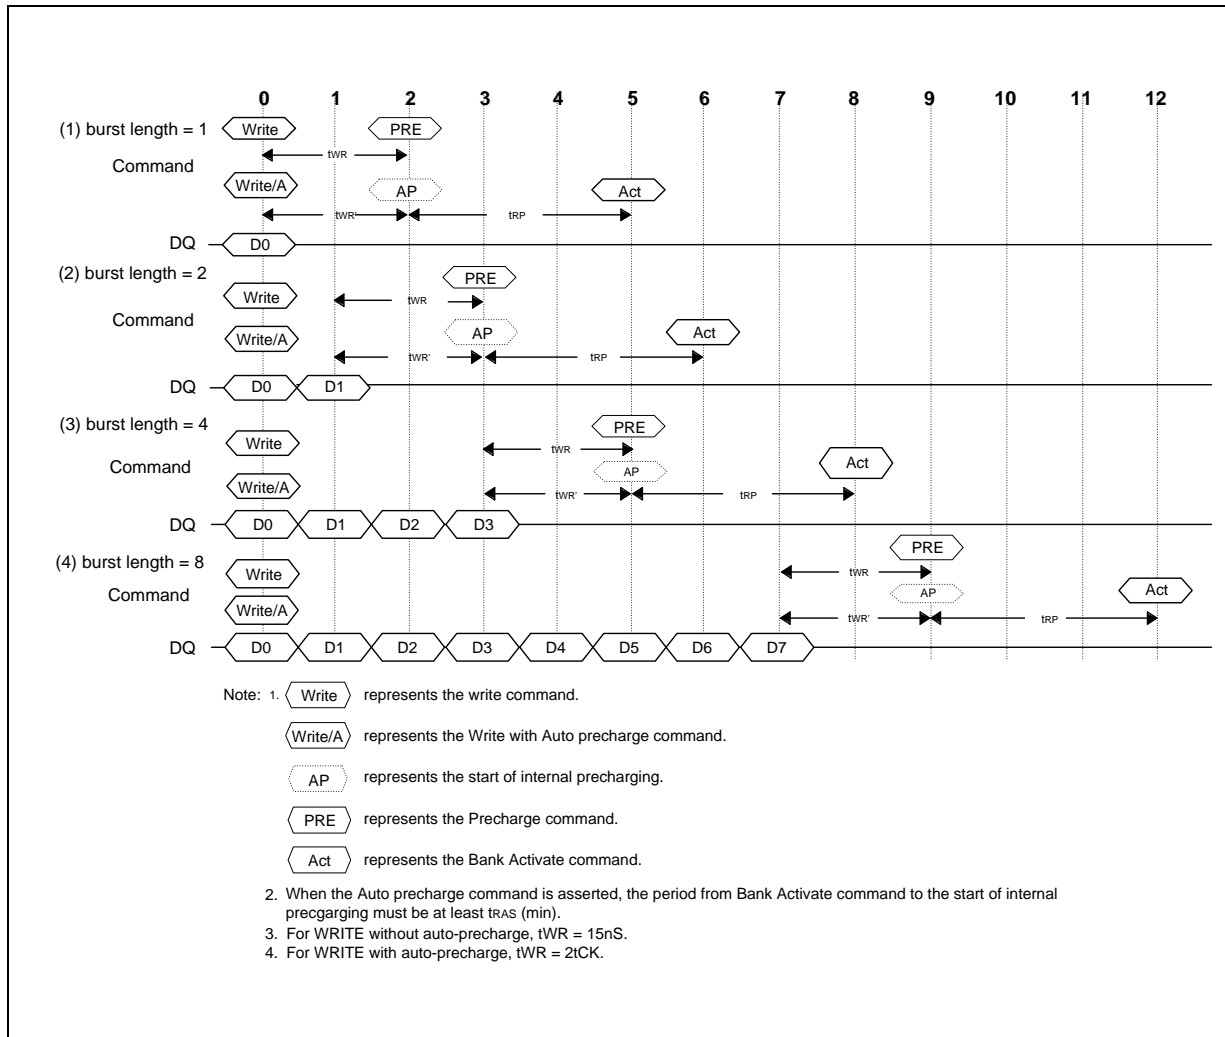 0 1 2 3 4 5 6 7 8 9 10 11 12
(1) burst length = 1 Write PRE
tWR
Command
Write/A AP Act
tWR' tRP
DQ D0
(2) burst length = 2 PRE
Write tWR
Command
Write/A AP Act
tWR' tRP
DQ D0 D1
(3) burst length = 4 PRE
Write tWR
Command Act
Write/A AP
tWR' tRP
DQ D0 D1 D2 D3
(4) burst length = 8 PRE
Write tWR
Command AP Act
Write/A tWR' tRP
DQ D0 D1 D2 D3 D4 D5 D6 D7
Note: 1. Write represents the write command.
Write/A represents the Write with Auto precharge command.
AP represents the start of internal precharging.
PRE represents the Precharge command.
Act represents the Bank Activate command.
2. When the Auto precharge command is asserted, the period from Bank Activate command to the start of internal
precgarging must be at least tRAS (min).
3. For WRITE without auto-precharge, tWR = 15nS.
4. For WRITE with auto-precharge, tWR = 2tCK.